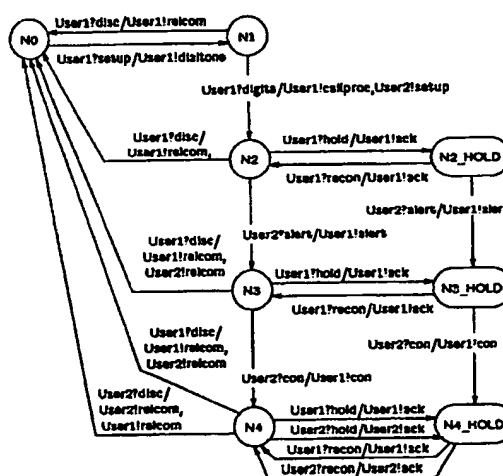 User1?disc/User1!relcom
N0
N1
User1?setup/User1!dialtone
User1?digits/User1!callproc,User2!setup
User1?disc/
User1!relcom,
User1?hold/User1!ack
N2
N2_HOLD
User1?recon/User1!ack
User2?alert/User1!aler
User2?alert/User1!alert
User1?disc/
User1!relcom,
User2!relcom
User1?hold/User1!ack
N3
N3_HOLD
User1?recon/User1!ack
User1?disc/
User1!relcom,
User2!relcom
User2?con/User1!con
User2?con/User1!con
User2?disc/
User2!relcom,
User1!relcom
User1?hold/User1!ack
N4
User2?hold/User2!ack
N4_HOLD
User1?recon/User1!ack
User2?recon/User2!ack